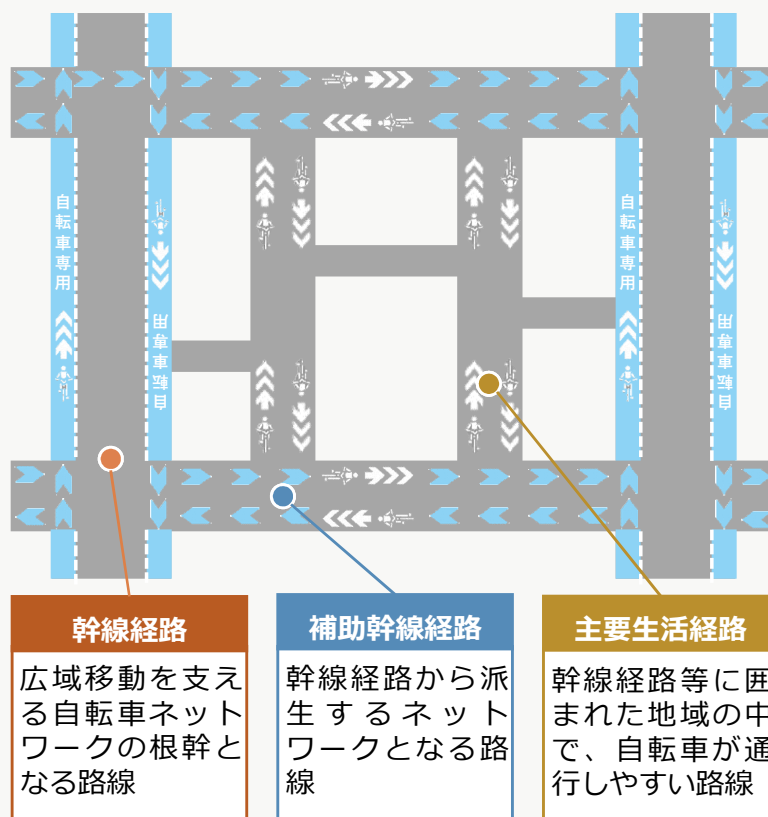 自転車専用
自転車専用
自転車専用
自転車専用
幹線経路
広域移動を支え
る自転車ネット
ワークの根幹と
なる路線
補助幹線経路
幹線経路から派
生するネット
ワークとなる路
線
主要生活経路
幹線経路等に囲
まれた地域の中
で、自転車が通
行しやすい路線